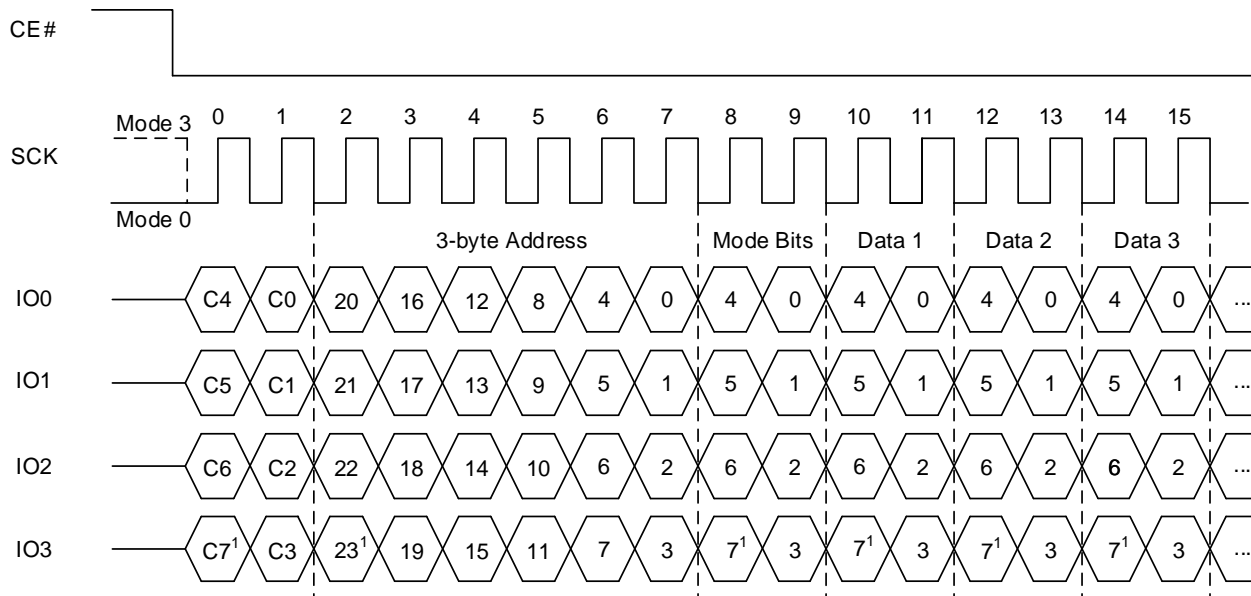 CE#
Mode 3
0 1 2 3 4 5 6 7 8 9 10 11 12 13 14 15
SCK
Mode 0
3-byte Address Mode Bits Data 1 Data 2 Data 3
IO0 C4 C0 20 16 12 8 4 0 4 0 4 0 4 0 4 0 ...
IO1 C5 C1 21 17 13 9 5 1 5 1 5 1 5 1 5 1 ...
IO2 C6 C2 22 18 14 10 6 2 6 2 6 2 6 2 6 2 ...
IO3 C7¹ C3 23¹ 19 15 11 7 3 7¹ 3 7¹ 3 7¹ 3 7¹ 3 ...